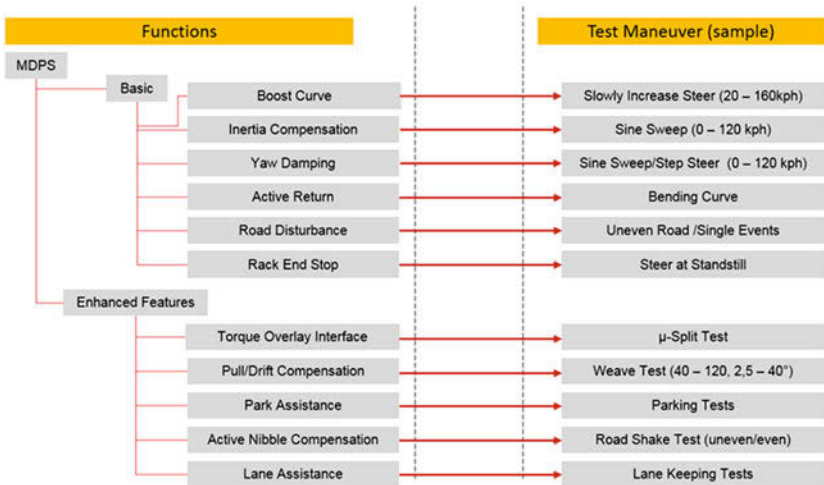 Functions
Test Maneuver (sample)
MDPS
Basic
Boost Curve
Slowly Increase Steer (20 – 160kph)
Inertia Compensation
Sine Sweep (0 – 120 kph)
Yaw Damping
Sine Sweep/Step Steer (0 – 120 kph)
Active Return
Bending Curve
Road Disturbance
Uneven Road /Single Events
Rack End Stop
Steer at Standstill
Enhanced Features
Torque Overlay Interface
μ-Split Test
Pull/Drift Compensation
Weave Test (40 – 120, 2,5 – 40°)
Park Assistance
Parking Tests
Active Nibble Compensation
Road Shake Test (uneven/even)
Lane Assistance
Lane Keeping Tests